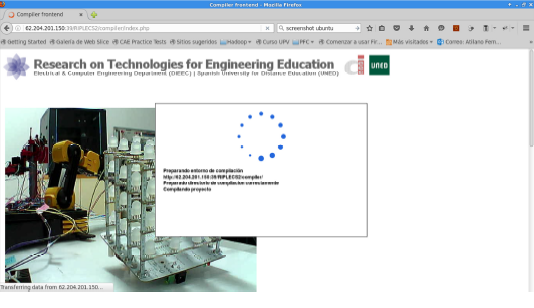 Compiler frontend - Mozilla Firefox
Compiler frontend
62.204.201.150:38/RIPLECS2/compiler/index.php
screenshot ubuntu
Getting Started Galería de Web Slice CAE Practice Tests Sitios sugeridos Hadoop Curso UPV PFC Comenzar a usar Fir... Más visitados Correo: Atilano Fern...
Research on Technologies for Engineering Education
Electrical & Computer Engineering Department (DIEEC) | Spanish University for Distance Education (UNED)
UNED
Preparando entorno de compilación
http://62.204.201.150:38/RIPLECS2/compiler/
Preparado directorio de compilacion correctamente
Compilando proyecto
Transferring data from 62.204.201.150...